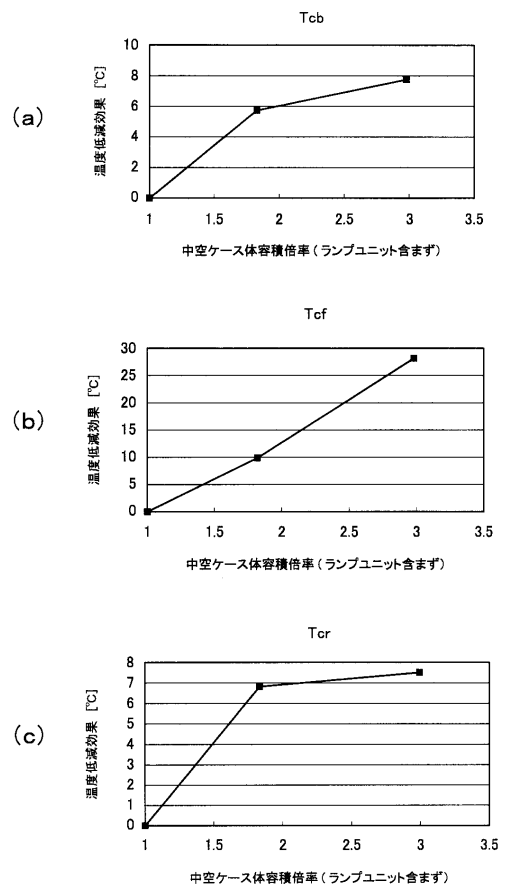 Tcb
(a)
温度低減効果 [℃]
10
8
6
4
2
0
1 1.5 2 2.5 3 3.5
中空ケース体容積倍率(ランプユニット含まず)
Tcf
(b)
温度低減効果 [℃]
30
25
20
15
10
5
0
1 1.5 2 2.5 3 3.5
中空ケース体容積倍率(ランプユニット含まず)
Tcr
(c)
温度低減効果 [℃]
8
7
6
5
4
3
2
1
0
1 1.5 2 2.5 3 3.5
中空ケース体容積倍率(ランプユニット含まず)